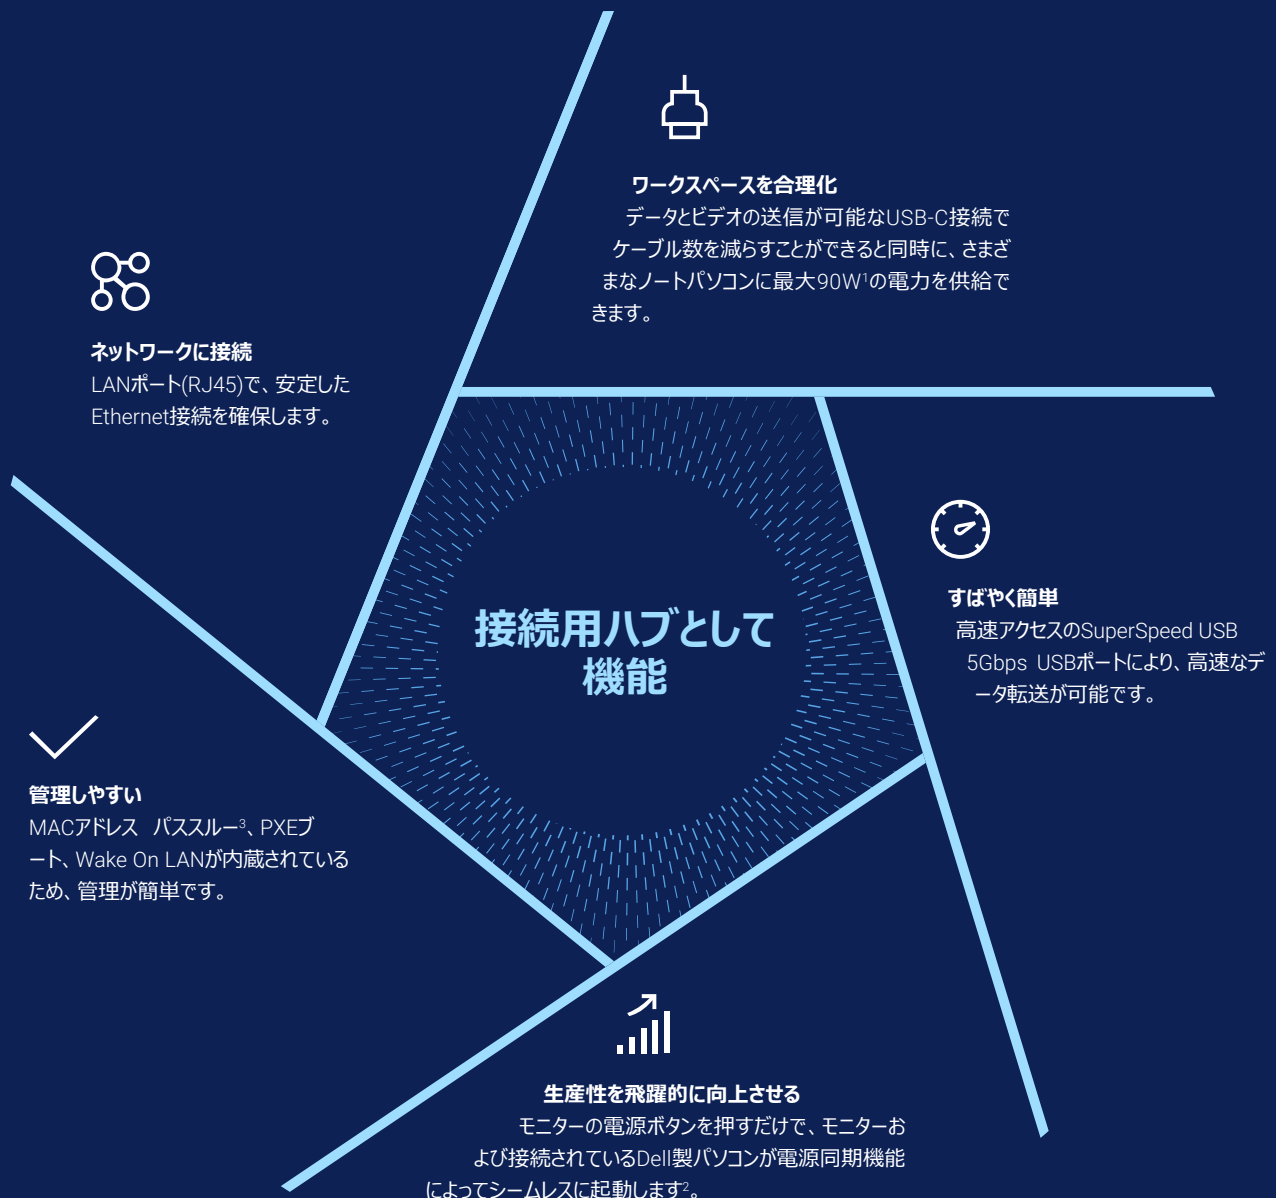 ワークスペースを合理化
データとビデオの送信が可能なUSB-C接続で
ケーブル数を減らすことができると同時に、さまざ
まなノートパソコンに最大90W¹の電力を供給で
きます。
ネットワークに接続
LANポート(RJ45)で、安定した
Ethernet接続を確保します。
接続用ハブとして
機能
すばやく簡単
高速アクセスのSuperSpeed USB
5Gbps USBポートにより、高速なデ
ータ転送が可能です。
管理しやすい
MACアドレス パススルー³、PXEブ
ート、Wake On LANが内蔵されている
ため、管理が簡単です。
生産性を飛躍的に向上させる
モニターの電源ボタンを押すだけで、モニターお
よび接続されているDell製パソコンが電源同期機能
によってシームレスに起動します²。